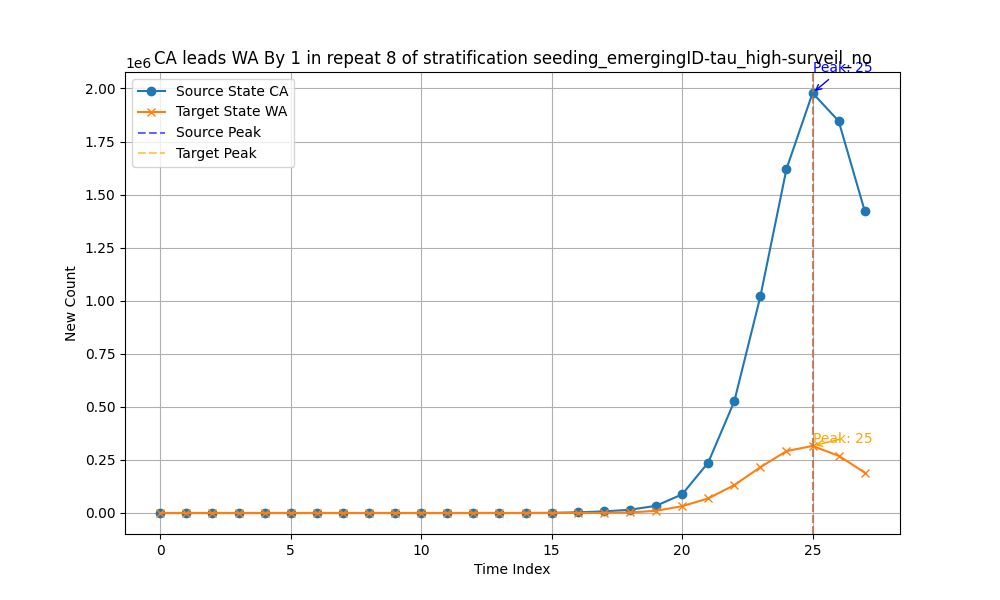 CA leads WA By 1 in repeat 8 of stratification seeding_emergingID-tau_high-surveil_no
1e6
Peak: 25
Source State CA
Target State WA
Source Peak
Target Peak
2.00
1.75
1.50
1.25
1.00
0.75
0.50
0.25
0.00
New Count
Peak: 25
0 5 10 15 20 25
Time Index